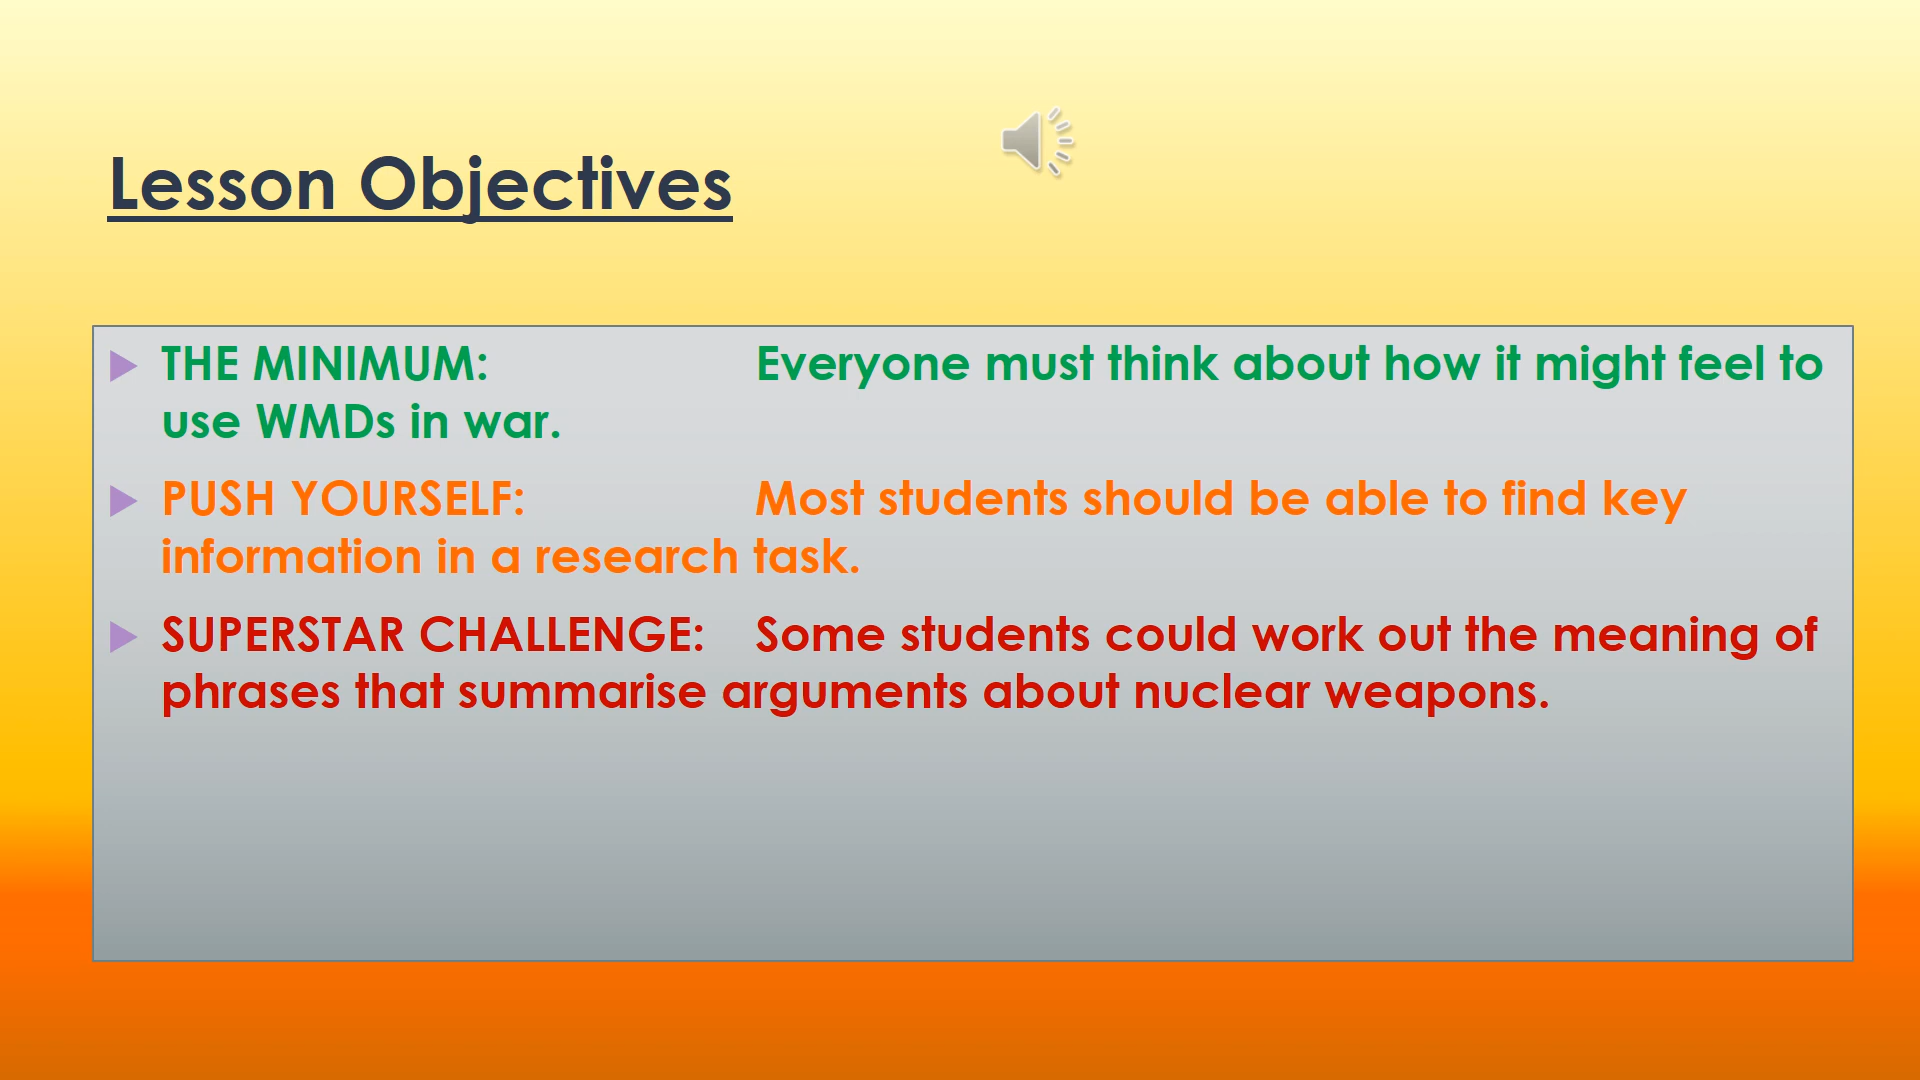 Lesson Objectives
THE MINIMUM: Everyone must think about how it might feel to
use WMDs in war.
PUSH YOURSELF: Most students should be able to find key
information in a research task.
SUPERSTAR CHALLENGE: Some students could work out the meaning of
phrases that summarise arguments about nuclear weapons.